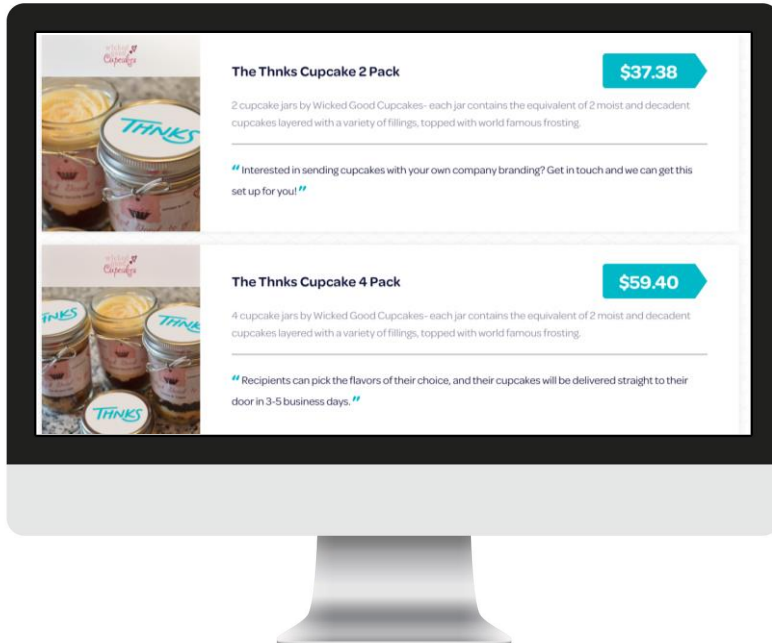 wicked
good
Cupcakes
THNKS
The Thnks Cupcake 2 Pack
$37.38
2 cupcake jars by Wicked Good Cupcakes- each jar contains the equivalent of 2 moist and decadent
cupcakes layered with a variety of fillings, topped with world famous frosting.
“ Interested in sending cupcakes with your own company branding? Get in touch and we can get this
set up for you! ”
wicked
good
Cupcakes
THNKS
THNKS
THNKS
The Thnks Cupcake 4 Pack
$59.40
4 cupcake jars by Wicked Good Cupcakes- each jar contains the equivalent of 2 moist and decadent
cupcakes layered with a variety of fillings, topped with world famous frosting.
“ Recipients can pick the flavors of their choice, and their cupcakes will be delivered straight to their
door in 3-5 business days. ”